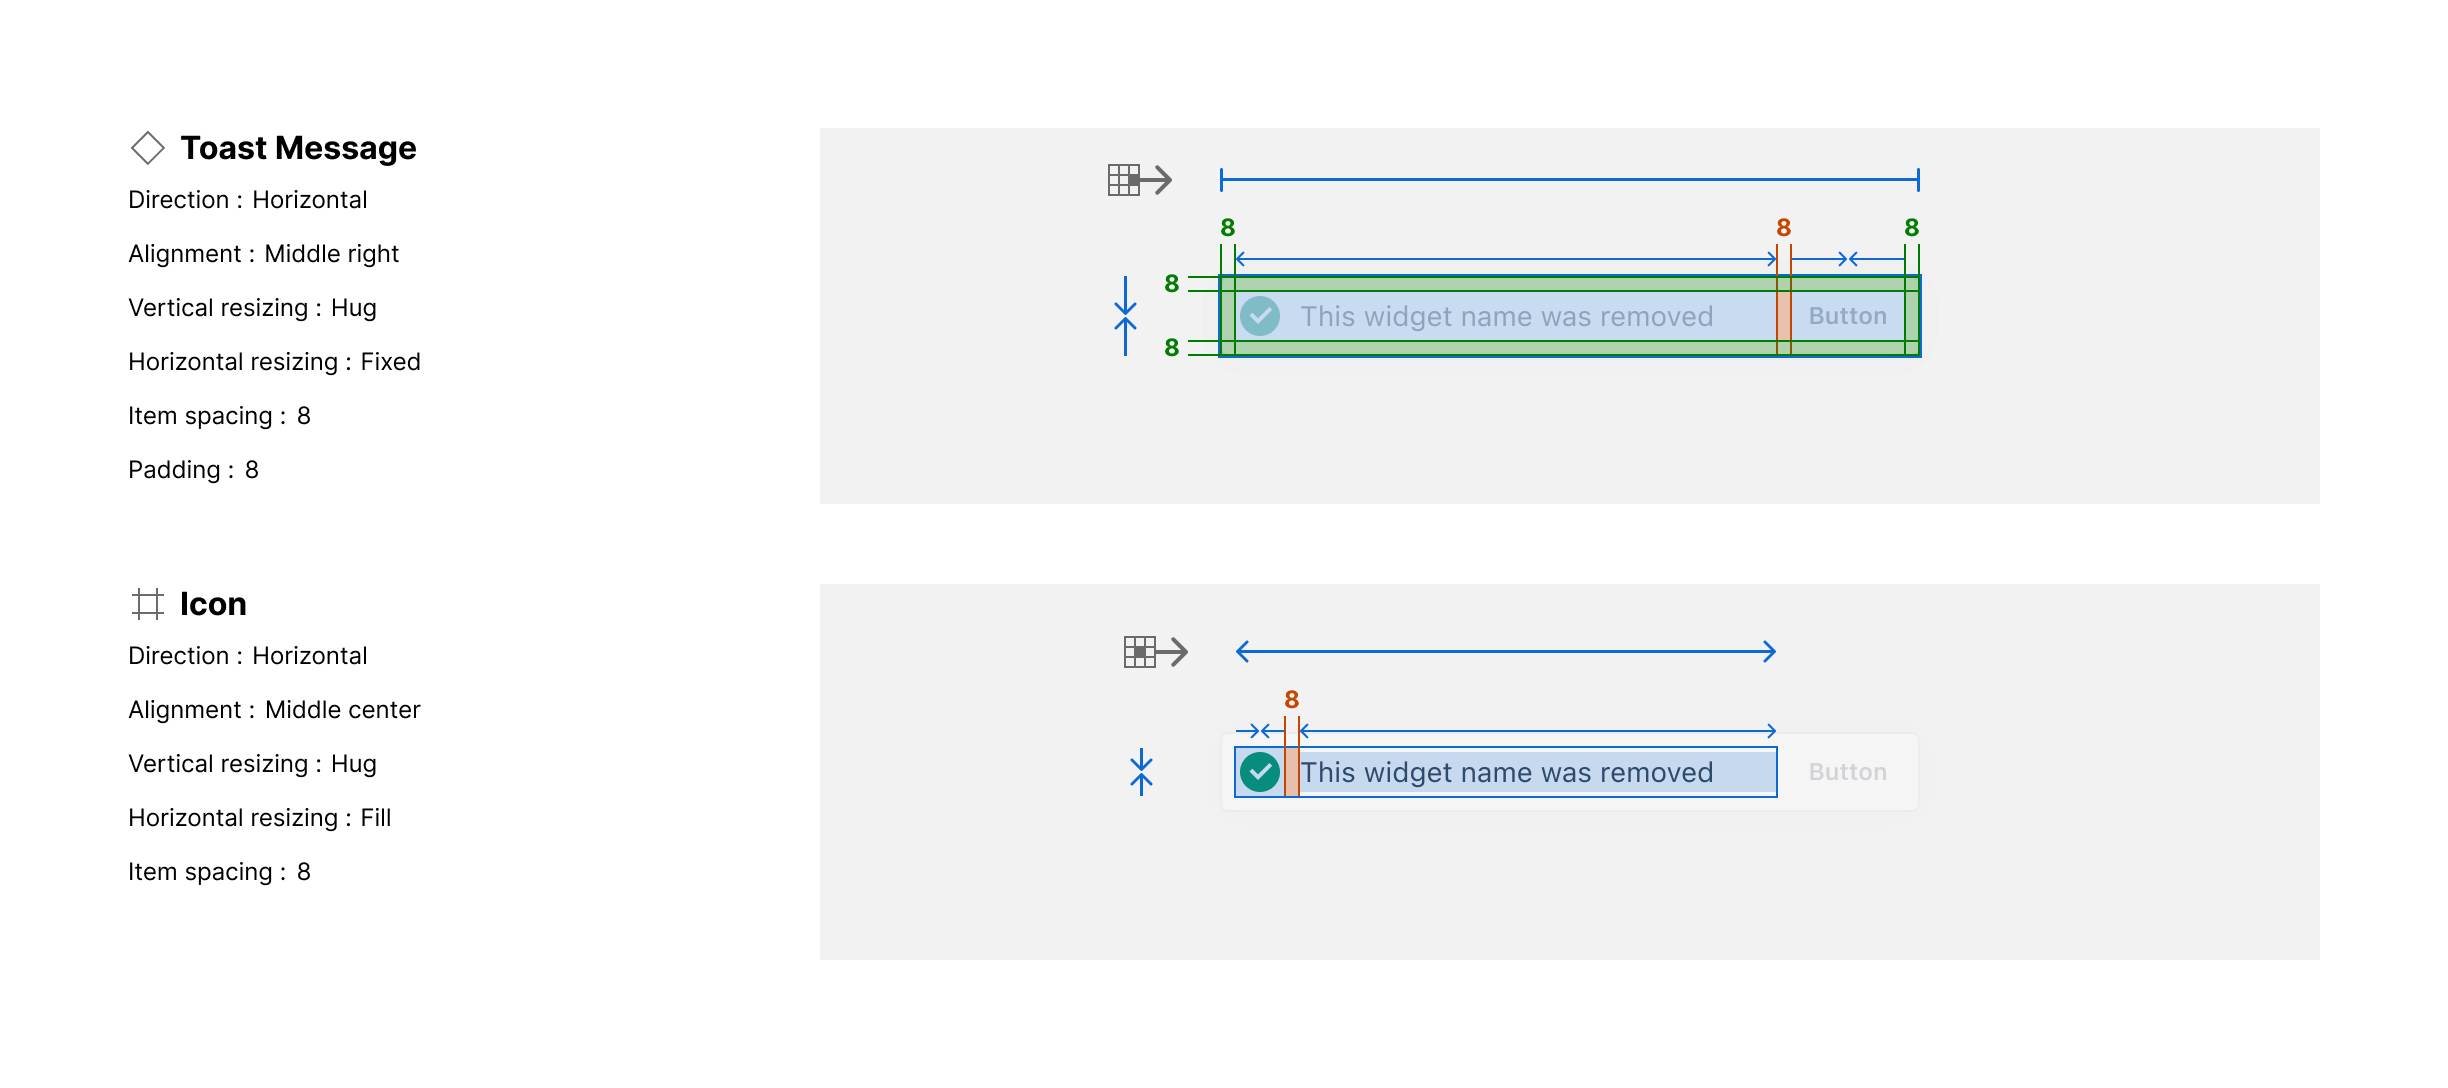 Toast Message
Direction : Horizontal
Alignment : Middle right
Vertical resizing : Hug
Horizontal resizing : Fixed
Item spacing : 8
Padding : 8
8 8 8
8
This widget name was removed Button
8
Icon
Direction : Horizontal
Alignment : Middle center
Vertical resizing : Hug
Horizontal resizing : Fill
Item spacing : 8
8
This widget name was removed Button